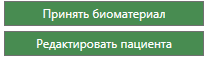 Принять биоматериал
Редактировать пациента